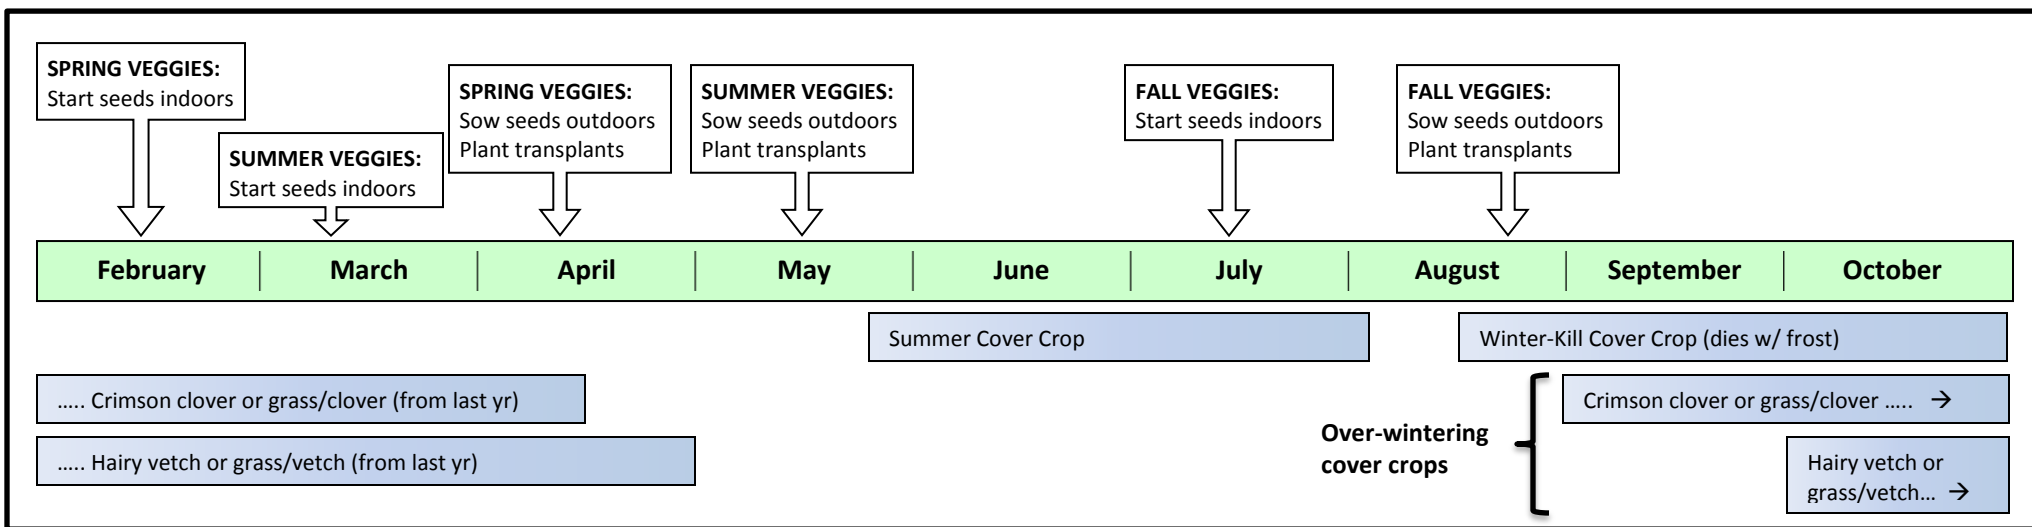 SPRING VEGGIES:
Start seeds indoors
SUMMER VEGGIES:
Start seeds indoors
SPRING VEGGIES:
Sow seeds outdoors
Plant transplants
SUMMER VEGGIES:
Sow seeds outdoors
Plant transplants
FALL VEGGIES:
Start seeds indoors
FALL VEGGIES:
Sow seeds outdoors
Plant transplants
February March April May June July August September October
Summer Cover Crop
Winter-Kill Cover Crop (dies w/ frost)
..... Crimson clover or grass/clover (from last yr)
Crimson clover or grass/clover ..... →
..... Hairy vetch or grass/vetch (from last yr)
Over-wintering
cover crops
Hairy vetch or
grass/vetch... →